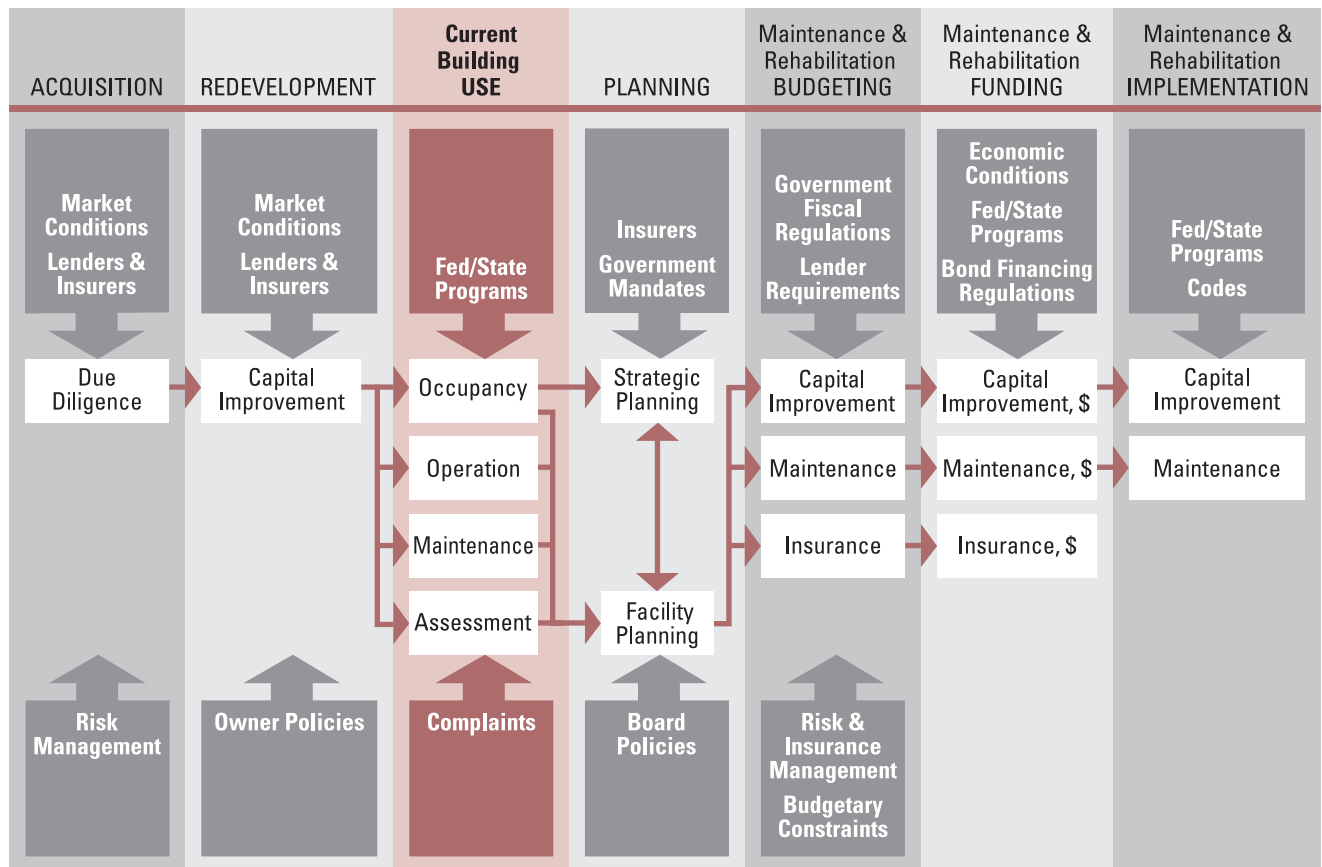 ACQUISITION
REDEVELOPMENT
Current
Building
USE
PLANNING
Maintenance &
Rehabilitation
BUDGETING
Maintenance &
Rehabilitation
FUNDING
Maintenance &
Rehabilitation
IMPLEMENTATION
Market
Conditions
Lenders &
Insurers
Market
Conditions
Lenders &
Insurers
Fed/State
Programs
Insurers
Government
Mandates
Government
Fiscal
Regulations
Lender
Requirements
Economic
Conditions
Fed/State
Programs
Bond Financing
Regulations
Fed/State
Programs
Codes
Due
Diligence
Capital
Improvement
Occupancy
Strategic
Planning
Capital
Improvement
Capital
Improvement, $
Capital
Improvement
Operation
Maintenance
Maintenance, $
Maintenance
Maintenance
Insurance
Insurance, $
Assessment
Facility
Planning
Risk
Management
Owner Policies
Complaints
Board
Policies
Risk &
Insurance
Management
Budgetary
Constraints